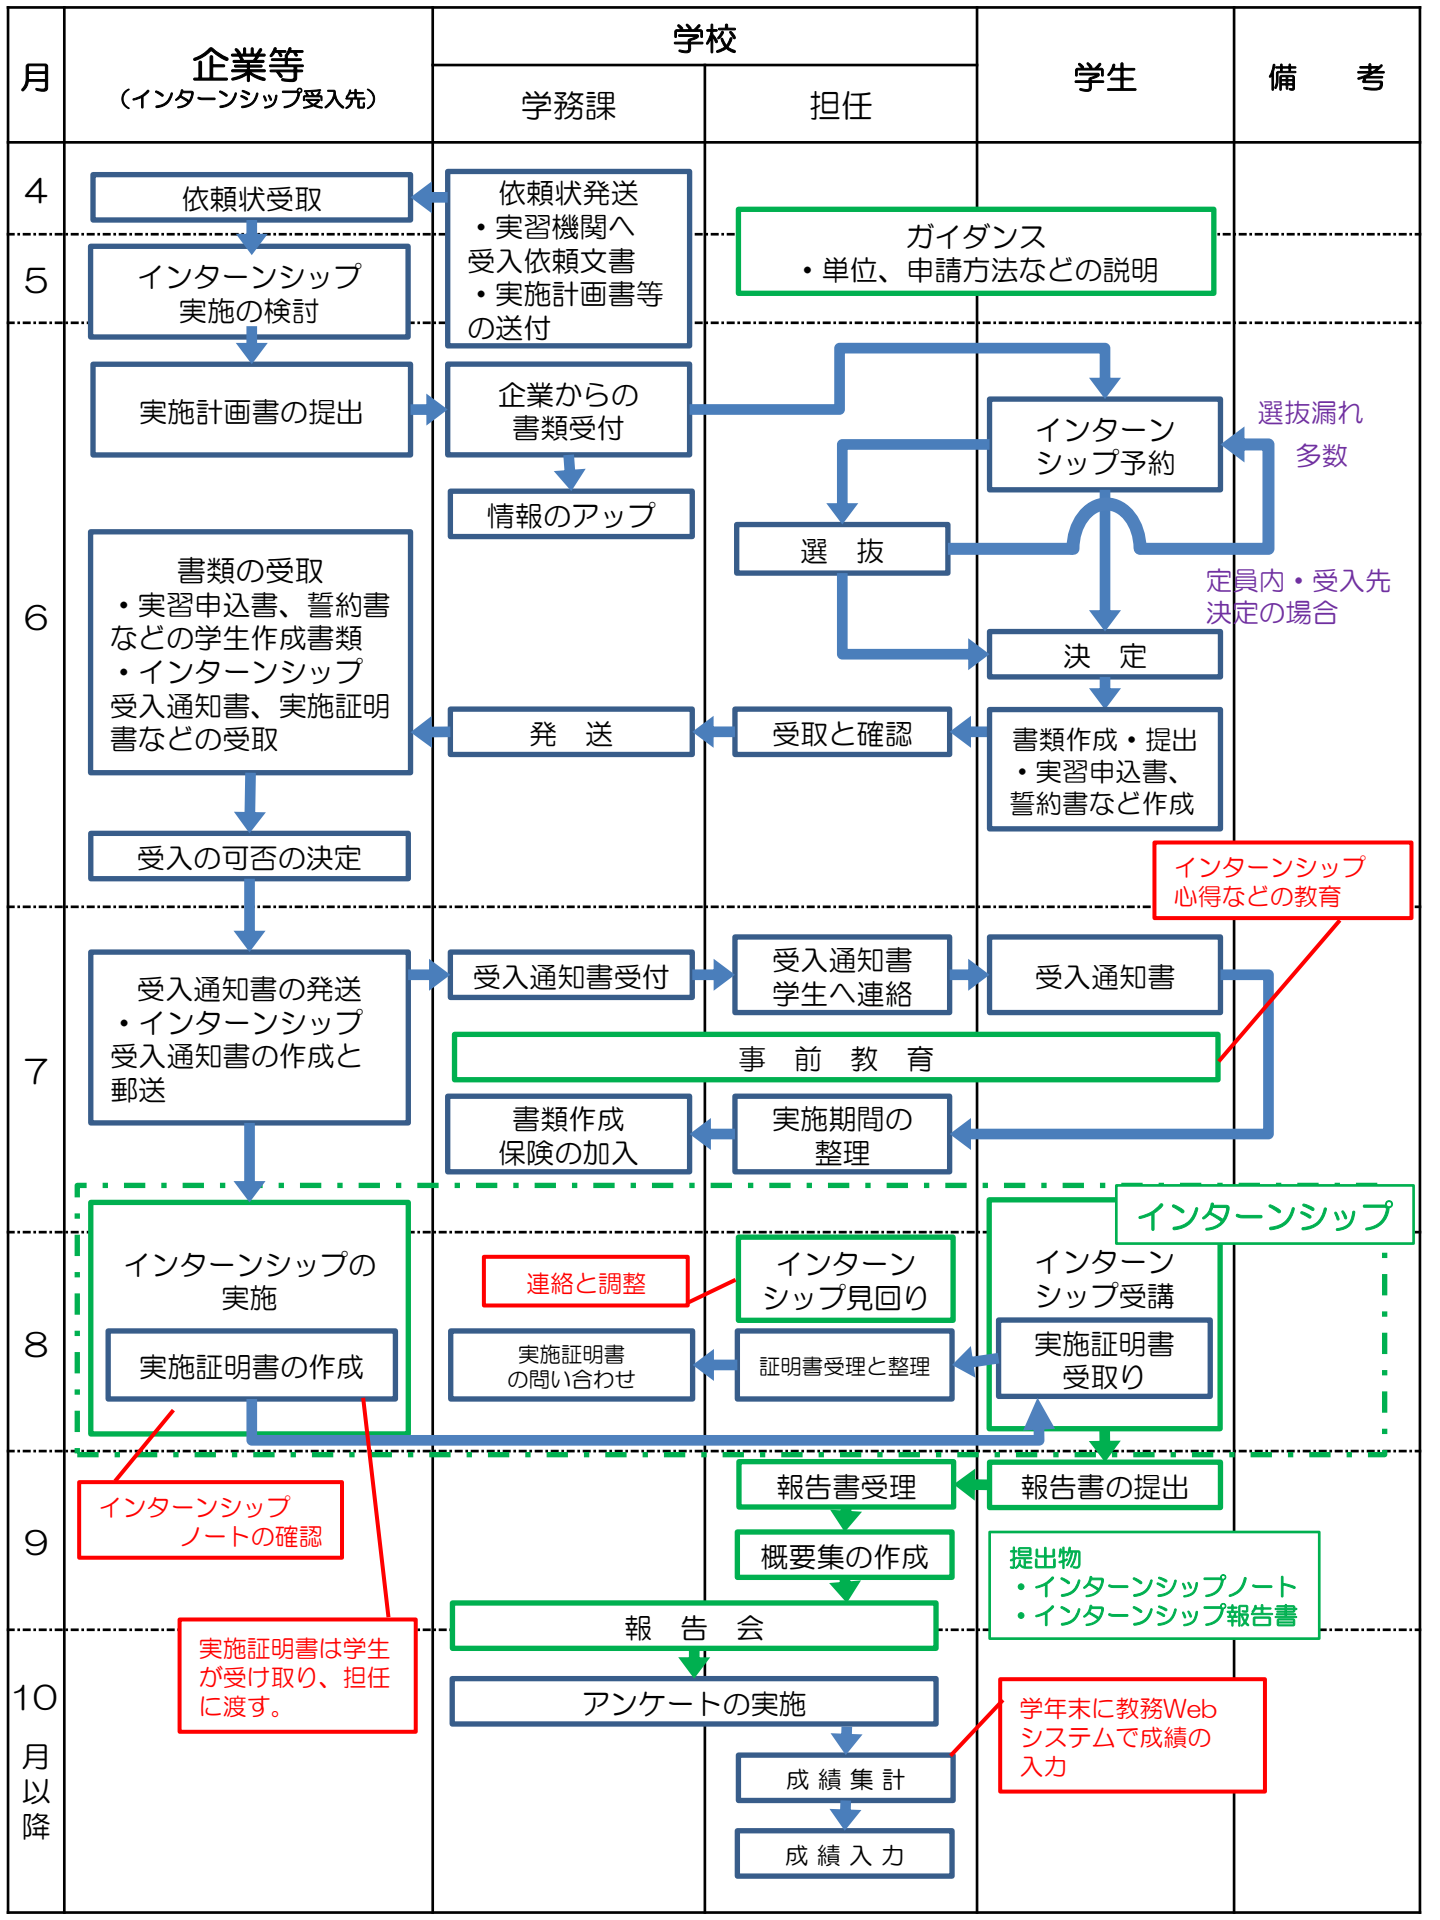 月
企業等
（インターンシップ受入先）
学校
学務課
担任
学生
備　考
4
依頼状受取
依頼状発送
・実習機関へ
受入依頼文書
・実施計画書等
の送付
ガイダンス
・単位、申請方法などの説明
5
インターンシップ
実施の検討
6
実施計画書の提出
企業からの
書類受付
情報のアップ
インターン
シップ予約
選抜漏れ
多数
選　抜
定員内・受入先
決定の場合
決　定
書類の受取
・実習申込書、誓約書
などの学生作成書類
・インターンシップ
受入通知書、実施証明
書などの受取
発　送
受取と確認
書類作成・提出
・実習申込書、
誓約書など作成
受入の可否の決定
インターンシップ
心得などの教育
7
受入通知書の発送
・インターンシップ
受入通知書の作成と
郵送
受入通知書受付
受入通知書
学生へ連絡
受入通知書
事　前　教　育
書類作成
保険の加入
実施期間の
整理
インターンシップ
8
インターンシップの
実施
実施証明書の作成
連絡と調整
インターン
シップ見回り
インターン
シップ受講
実施証明書
の問い合わせ
証明書受理と整理
実施証明書
受取り
9
インターンシップ
ノートの確認
報告書受理
報告書の提出
概要集の作成
提出物
・インターンシップノート
・インターンシップ報告書
報　告　会
10
月
以
降
実施証明書は学生
が受け取り、担任
に渡す。
アンケートの実施
学年末に教務Web
システムで成績の
入力
成 績 集 計
成 績 入 力